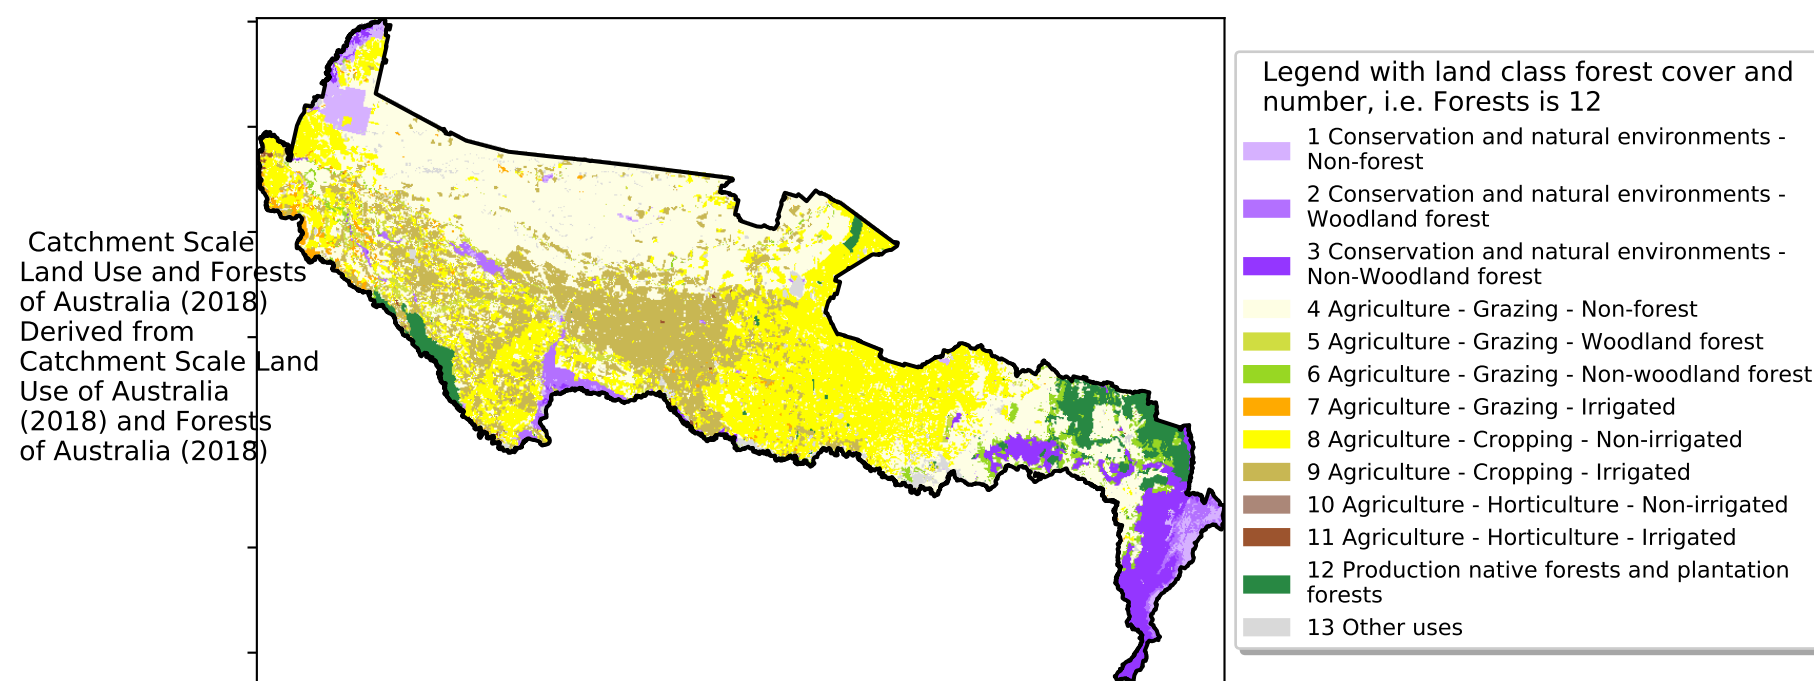 Catchment Scale
Land Use and Forests
of Australia (2018)
Derived from
Catchment Scale Land
Use of Australia
(2018) and Forests
of Australia (2018)
Legend with land class forest cover and
number, i.e. Forests is 12
1 Conservation and natural environments -
Non-forest
2 Conservation and natural environments -
Woodland forest
3 Conservation and natural environments -
Non-Woodland forest
4 Agriculture - Grazing - Non-forest
5 Agriculture - Grazing - Woodland forest
6 Agriculture - Grazing - Non-woodland forest
7 Agriculture - Grazing - Irrigated
8 Agriculture - Cropping - Non-irrigated
9 Agriculture - Cropping - Irrigated
10 Agriculture - Horticulture - Non-irrigated
11 Agriculture - Horticulture - Irrigated
12 Production native forests and plantation
forests
13 Other uses